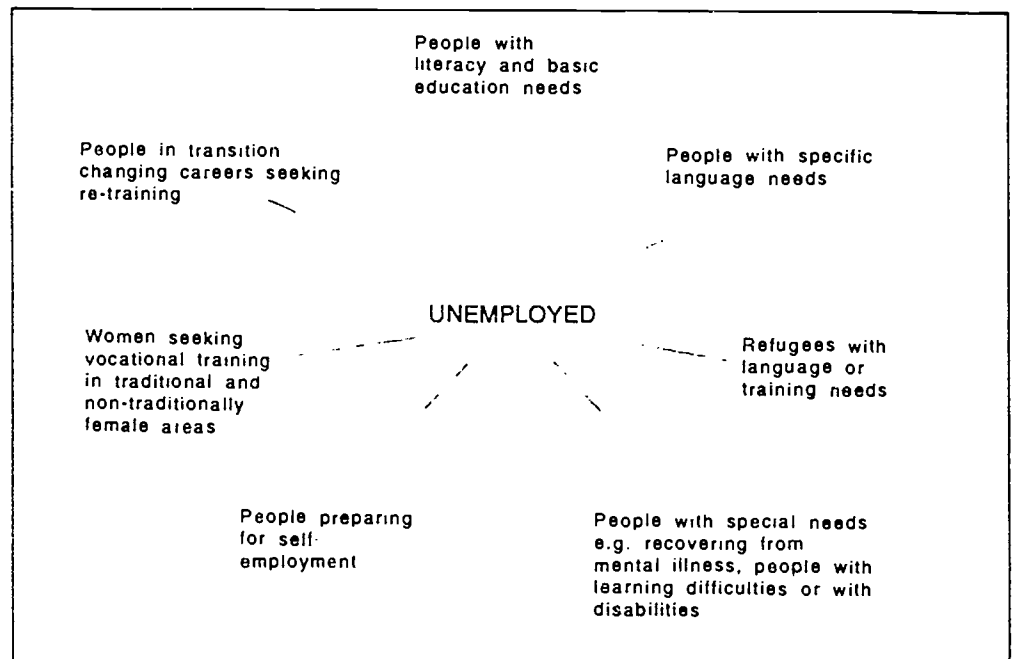 People with
literacy and basic
education needs
People in transition
changing careers seeking
re-training
People with specific
language needs
UNEMPLOYED
Women seeking
vocational training
in traditional and
non-traditionally
female areas
Refugees with
language or
training needs
People preparing
for self-
employment
People with special needs
e.g. recovering from
mental illness, people with
learning difficulties or with
disabilities